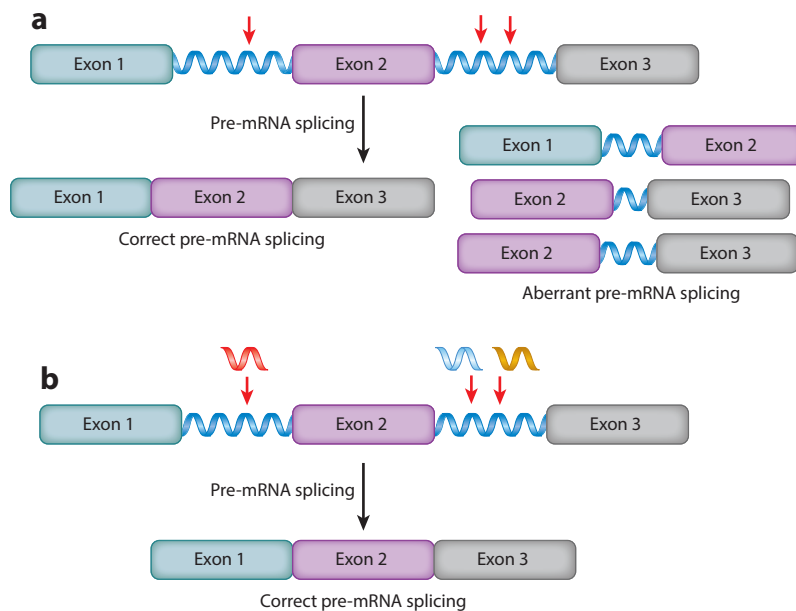 a
Exon 1 Exon 2 Exon 3
Pre-mRNA splicing
Exon 1 Exon 2
Exon 2 Exon 3
Exon 1 Exon 2 Exon 3
Correct pre-mRNA splicing
Exon 2 Exon 3
Aberrant pre-mRNA splicing
b
Exon 1 Exon 2 Exon 3
Pre-mRNA splicing
Exon 1 Exon 2 Exon 3
Correct pre-mRNA splicing